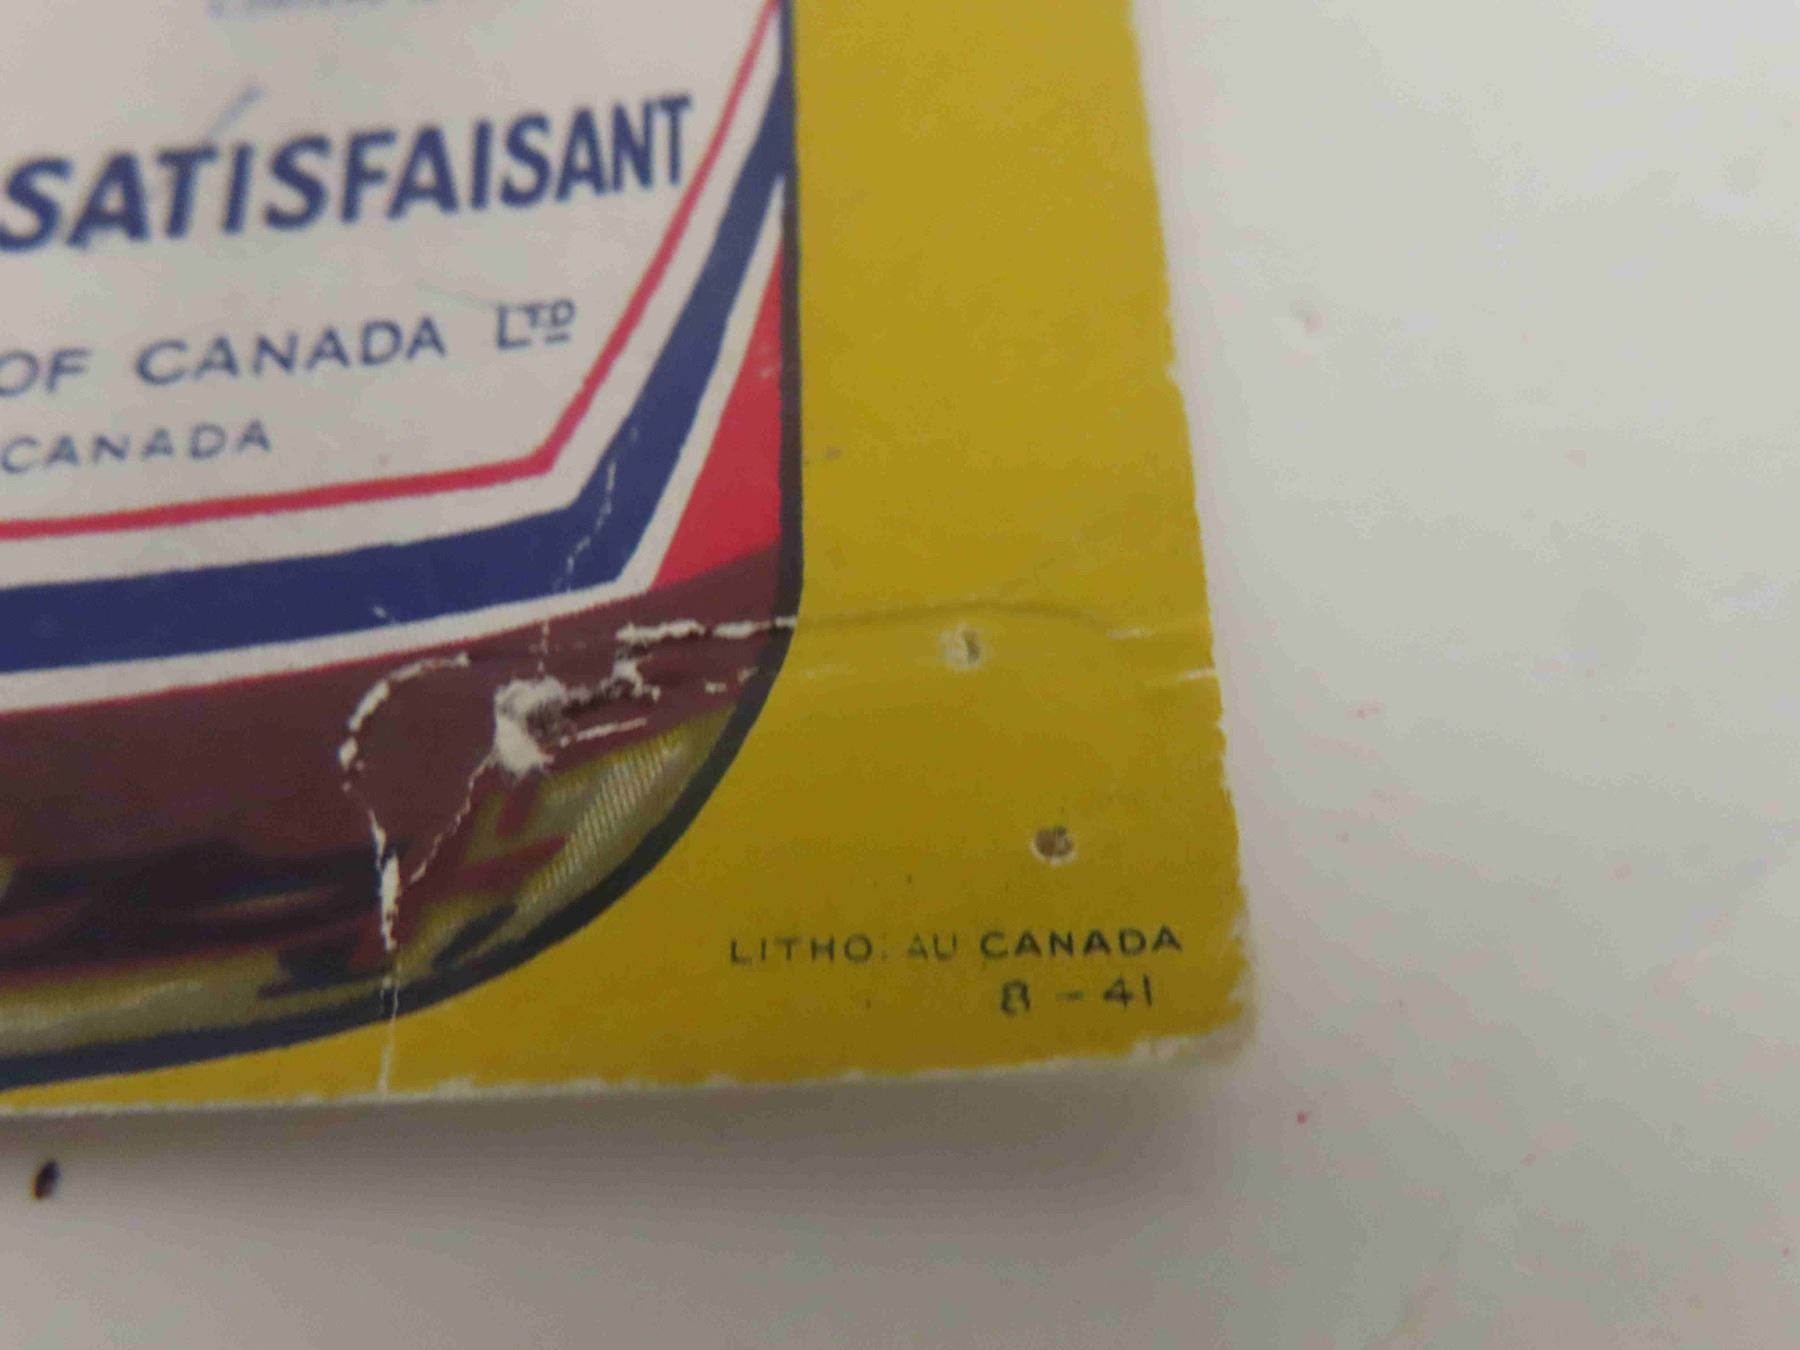 SATISFAISANT
OF CANADA LTD
CANADA
LITHO. AU CANADA
8-41